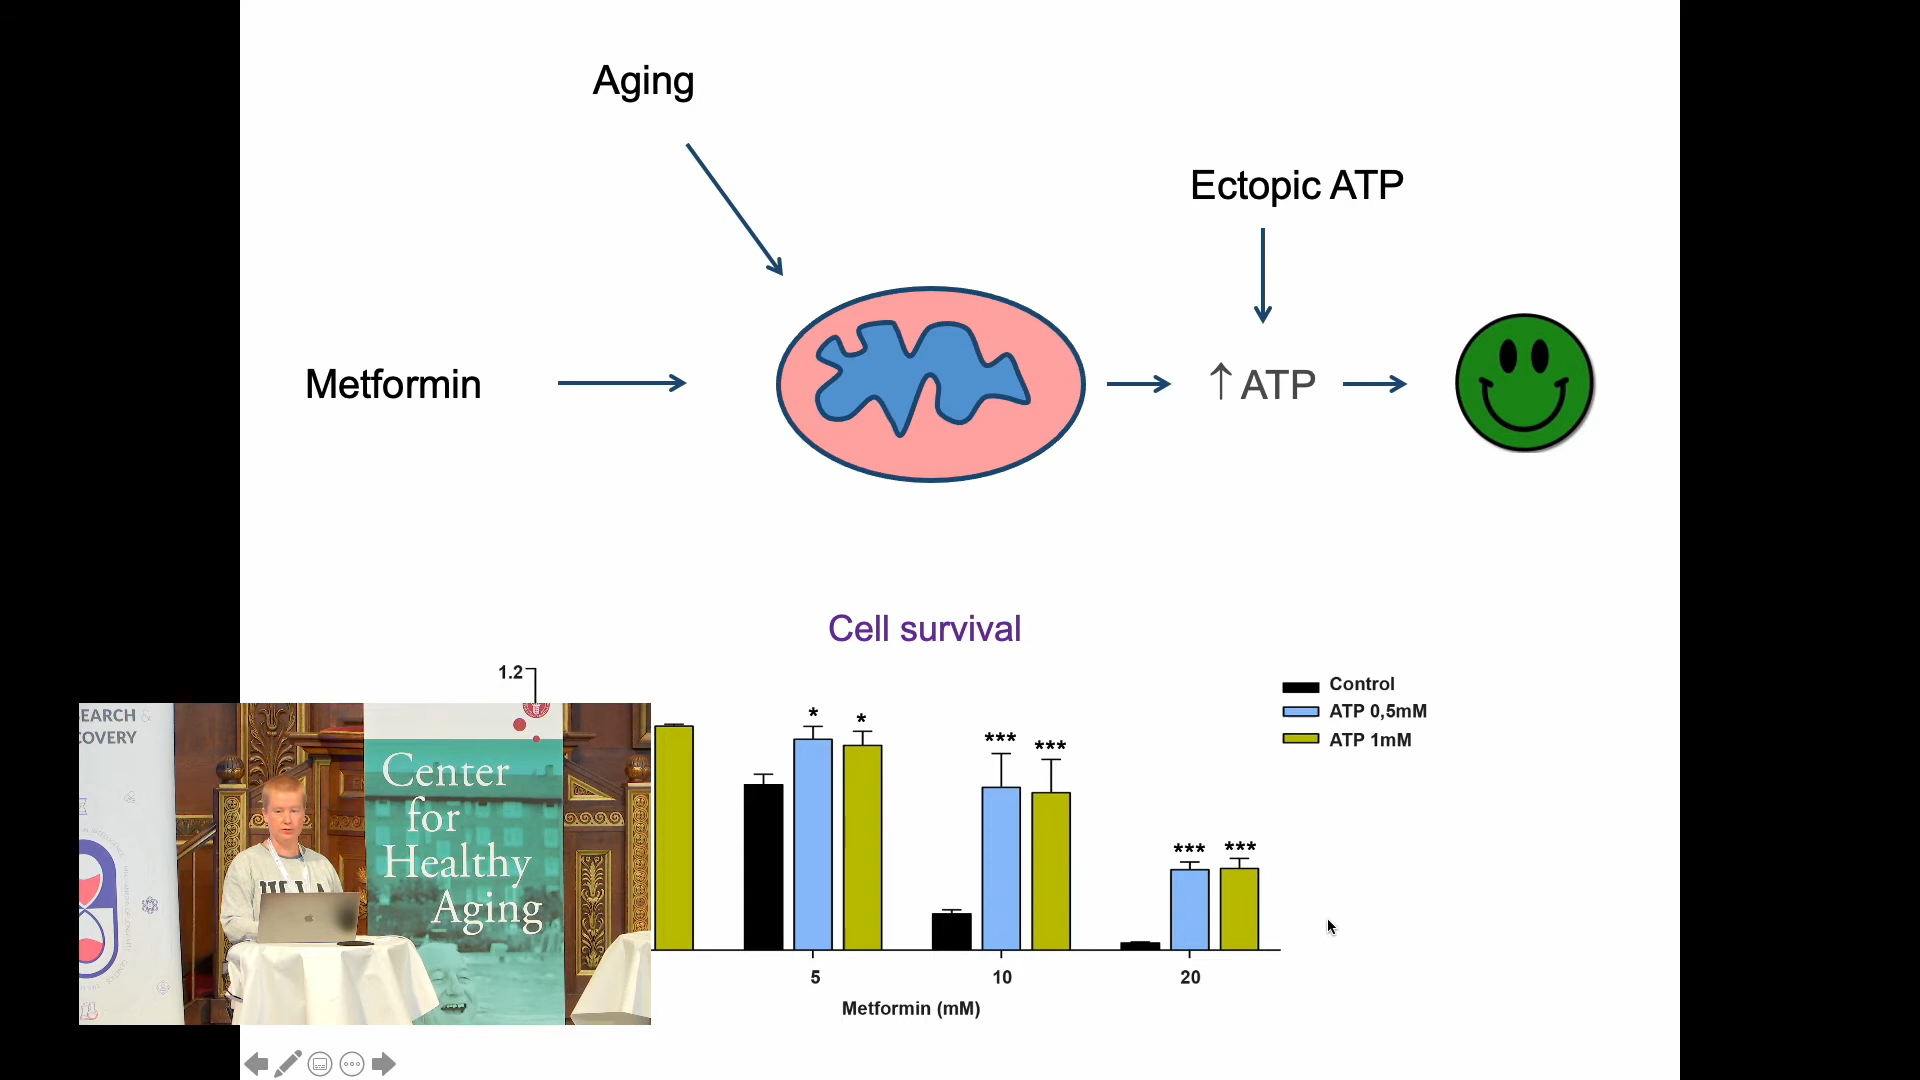 Aging
Ectopic ATP
Metformin
↑ ATP
Cell survival
1.2
Control
ATP 0,5mM
ATP 1mM
* *
*** ***
*** ***
5 10 20
Metformin (mM)
EARCH &
COVERY
Center
for
Healthy
Aging